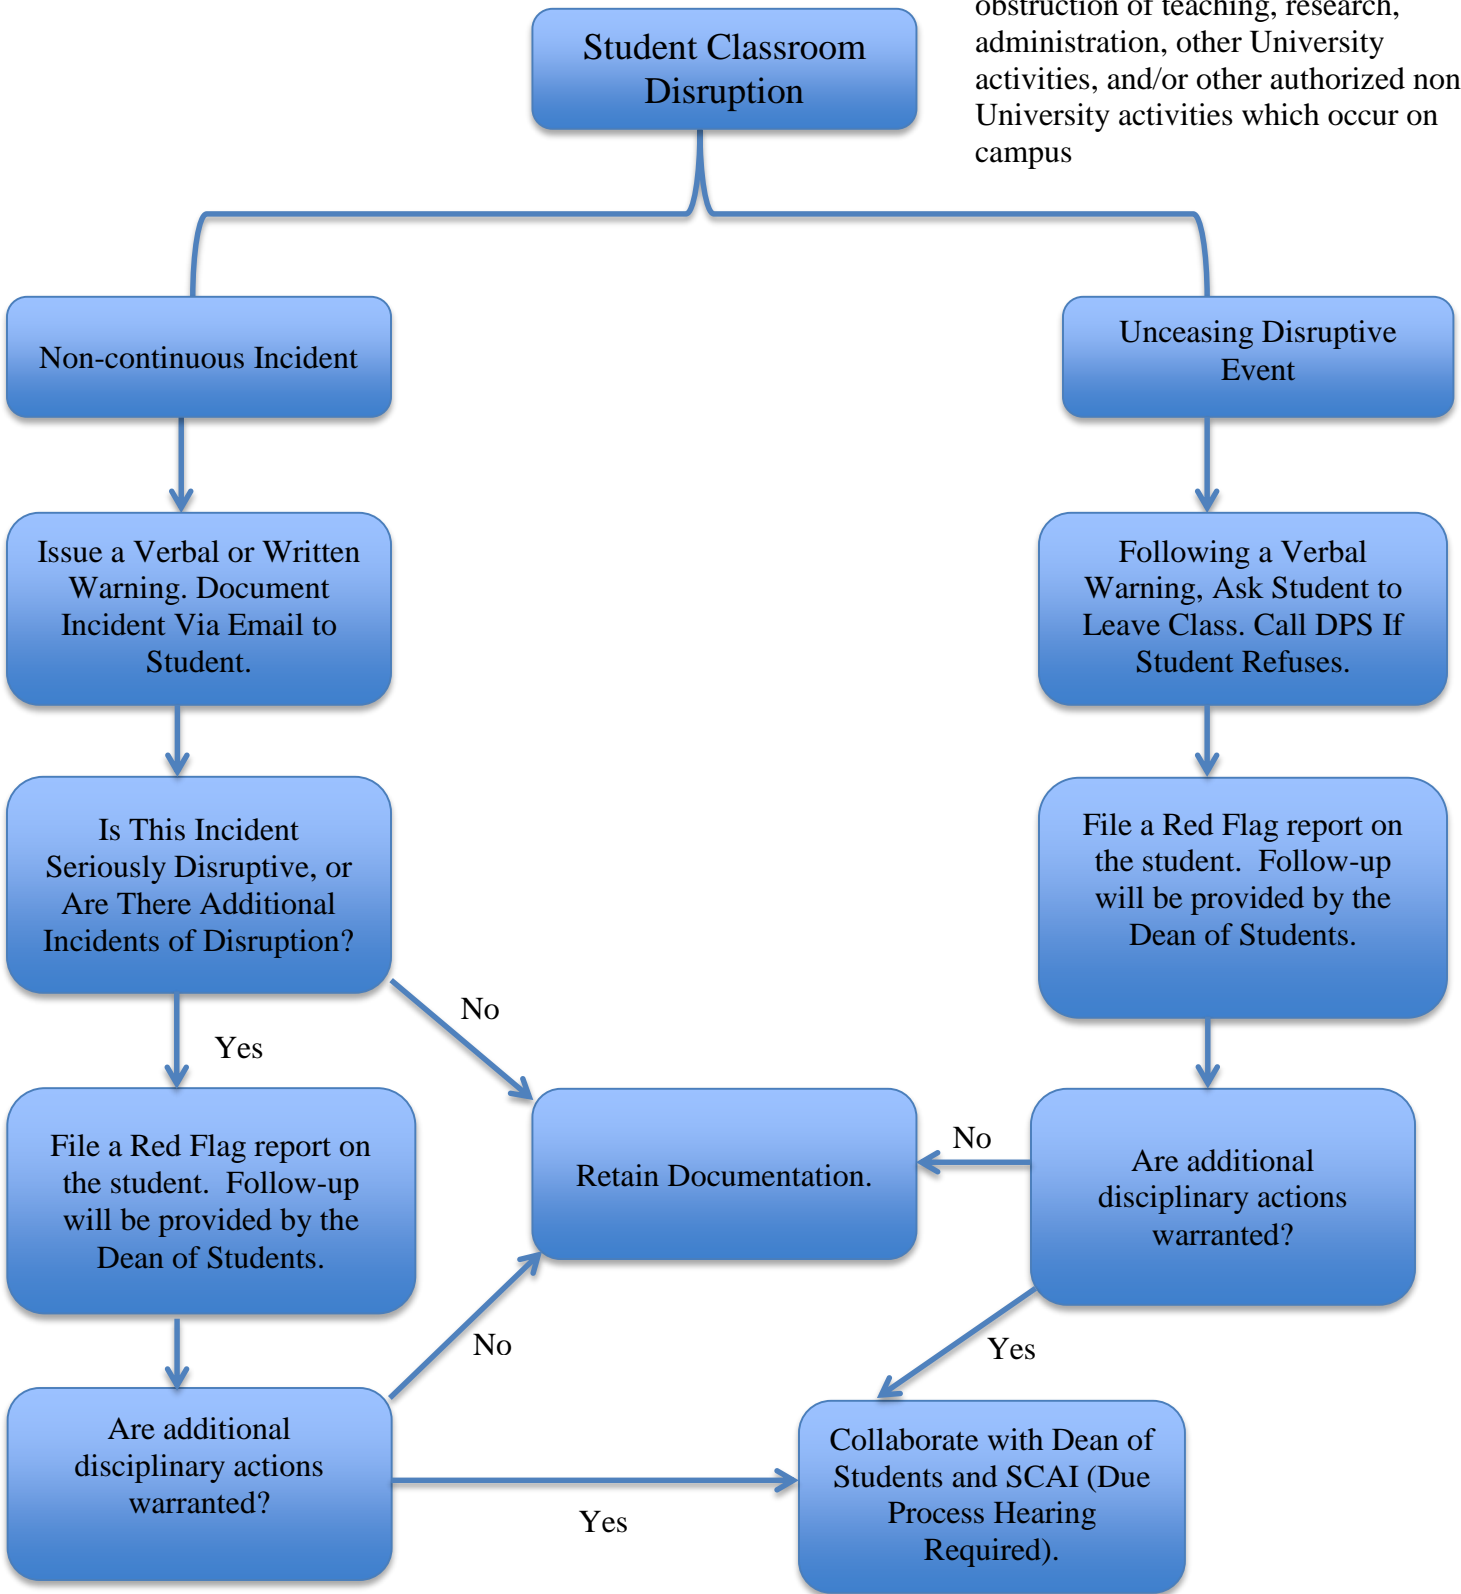 Student Classroom
Disruption
obstruction of teaching, research,
administration, other University
activities, and/or other authorized non
University activities which occur on
campus
Non-continuous Incident
Unceasing Disruptive
Event
Issue a Verbal or Written
Warning. Document
Incident Via Email to
Student.
Following a Verbal
Warning, Ask Student to
Leave Class. Call DPS If
Student Refuses.
Is This Incident
Seriously Disruptive, or
Are There Additional
Incidents of Disruption?
File a Red Flag report on
the student.  Follow-up
will be provided by the
Dean of Students.
No
Yes
File a Red Flag report on
the student.  Follow-up
will be provided by the
Dean of Students.
Retain Documentation.
No
Are additional
disciplinary actions
warranted?
No
Yes
Are additional
disciplinary actions
warranted?
Yes
Collaborate with Dean of
Students and SCAI (Due
Process Hearing
Required).